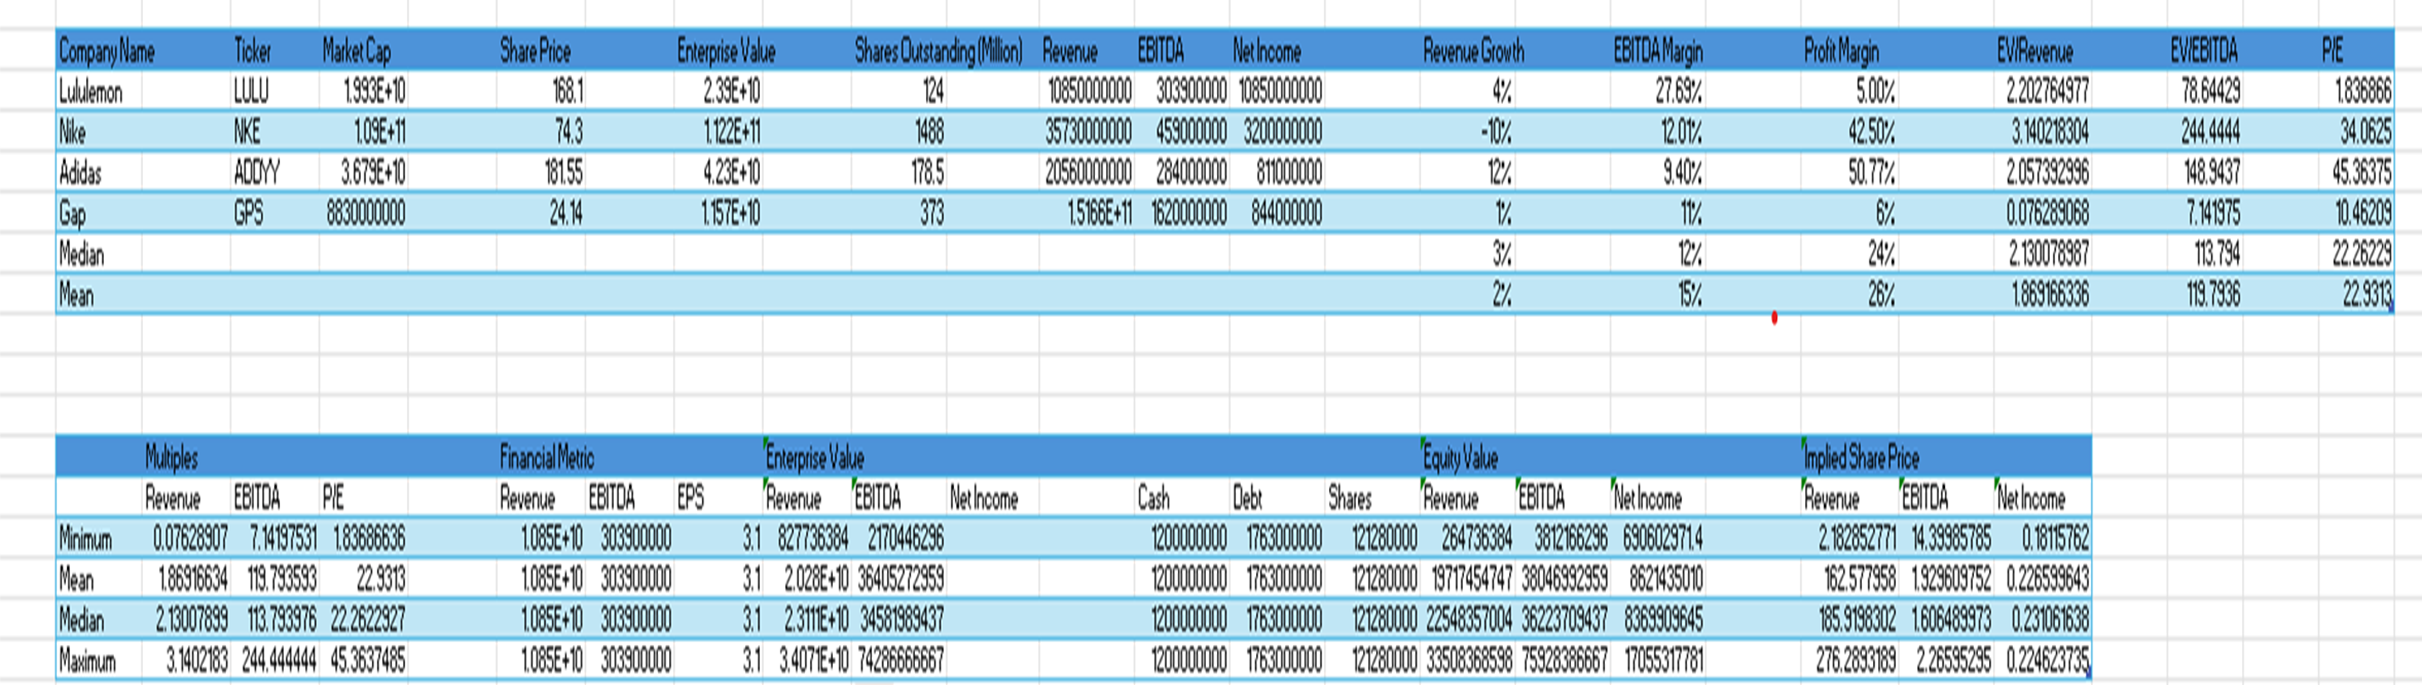 Company Name Ticker Market Cap Share Price Enterprise Value Shares Outstanding (Million) Revenue EBITDA Net Income Revenue Growth EBITDA Margin Profit Margin EV/Revenue EV/EBITDA P/E
Lululemon LULU 1.993E+10 168.1 2.39E+10 124 10850000000 303900000 10850000000 4% 27.69% 5.00% 2.202764977 78.64429 1.836866
Nike NKE 1.09E+11 74.3 1.122E+11 1488 35730000000 459000000 3200000000 -10% 12.01% 42.50% 3.140218304 244.4444 34.0625
Adidas ADDYY 3.679E+10 181.55 4.23E+10 178.5 20560000000 284000000 811000000 12% 9.40% 50.77% 2.057392996 148.9437 45.36375
Gap GPS 8830000000 24.14 1.157E+10 373 1.5166E+11 1620000000 844000000 1% 11% 6% 0.076289068 7.141975 10.46209
Median 3% 12% 24% 2.130078987 113.794 22.26229
Mean 2% 15% 26% 1.869166336 119.7936 22.9313
Multiples Financial Metric Enterprise Value Equity Value Implied Share Price
Revenue EBITDA P/E Revenue EBITDA EPS Revenue EBITDA Net Income Cash Debt Shares Revenue EBITDA Net Income Revenue EBITDA Net Income
Minimum 0.07628907 7.14197531 1.83686636 1.085E+10 303900000 3.1 827736384 2170446296 1200000000 1763000000 121280000 264736384 3812166296 690602971.4 2.182852771 14.39985785 0.18115762
Mean 1.86916634 119.793593 22.9313 1.085E+10 303900000 3.1 2.028E+10 36405272959 1200000000 1763000000 121280000 19717454747 38046992959 8621435010 162.577958 1.929609752 0.226599643
Median 2.13007899 113.793976 22.2622927 1.085E+10 303900000 3.1 2.3111E+10 34581989437 1200000000 1763000000 121280000 22548357004 36223709437 8369909645 185.9198302 1.606489973 0.231061638
Maximum 3.1402183 244.444444 45.3637485 1.085E+10 303900000 3.1 3.4071E+10 74286666667 1200000000 1763000000 121280000 33508368598 75928386667 17055317781 276.2893189 2.26595295 0.224623735